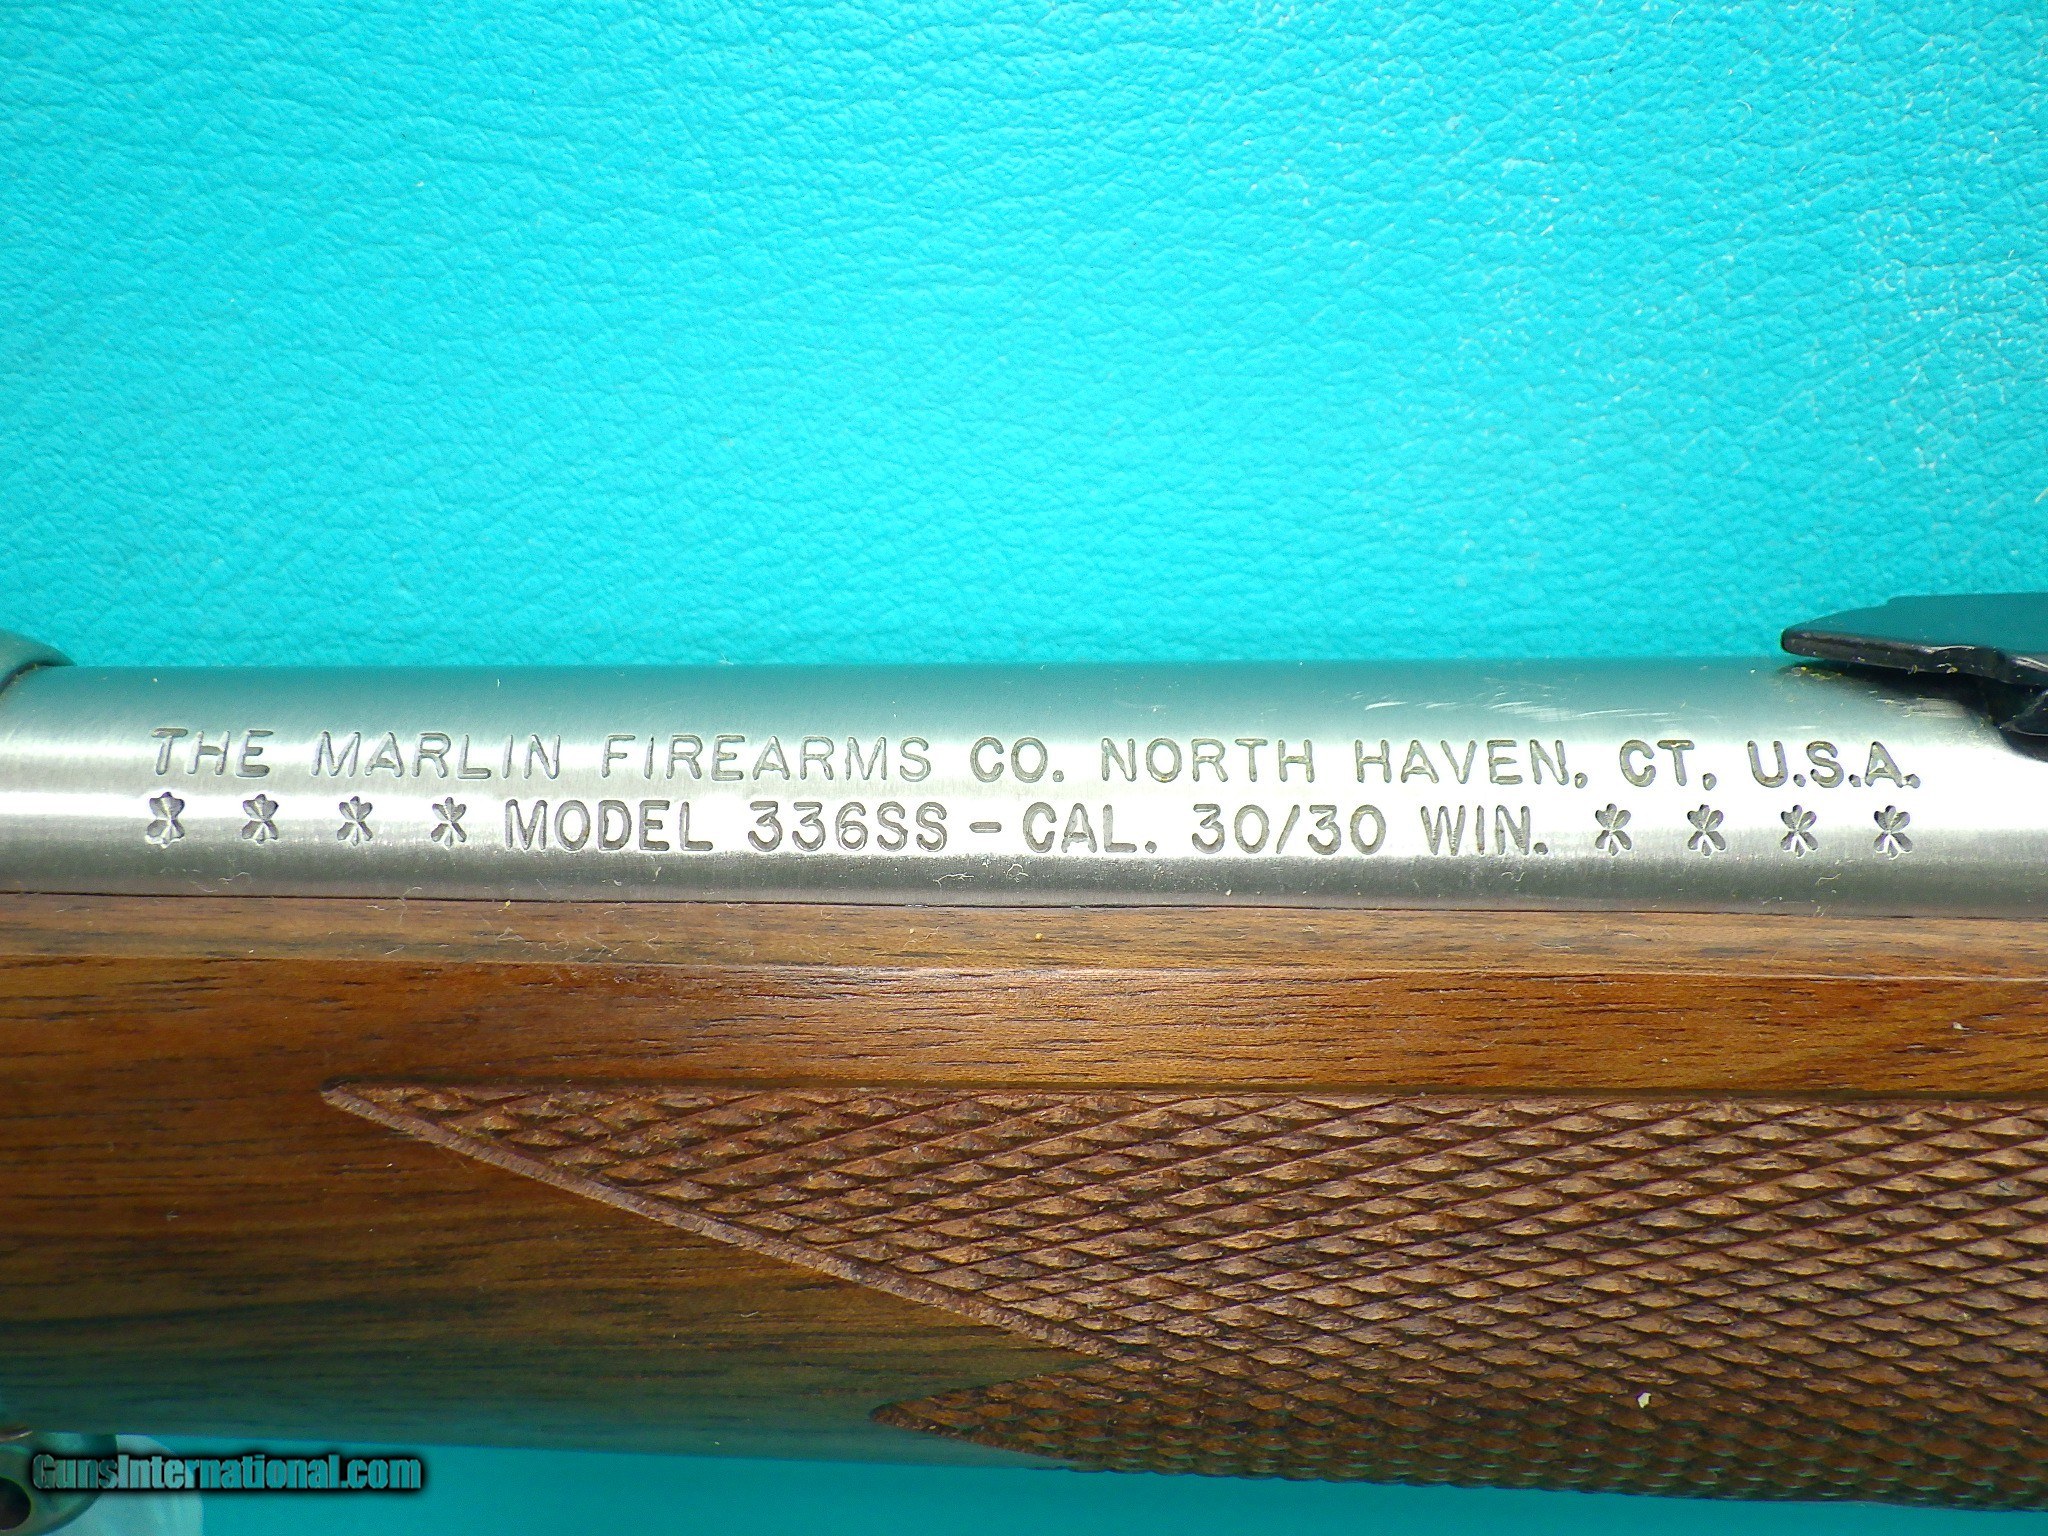 THE MARLIN FIREARMS CO. NORTH HAVEN, CT, U.S.A.
* * * * MODEL 336SS - CAL. 30/30 WIN. * * * *
GunsInternational.com